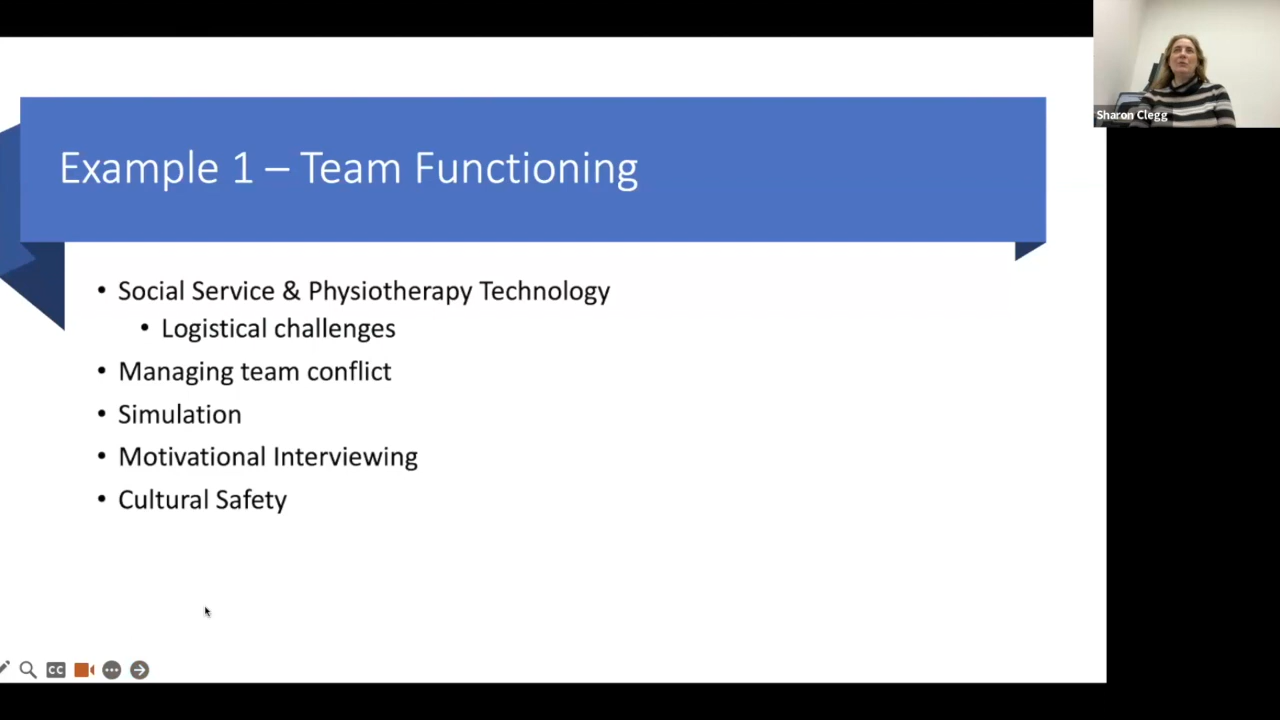 Sharon Clegg
Example 1 – Team Functioning
• Social Service & Physiotherapy Technology
• Logistical challenges
• Managing team conflict
• Simulation
• Motivational Interviewing
• Cultural Safety
CC